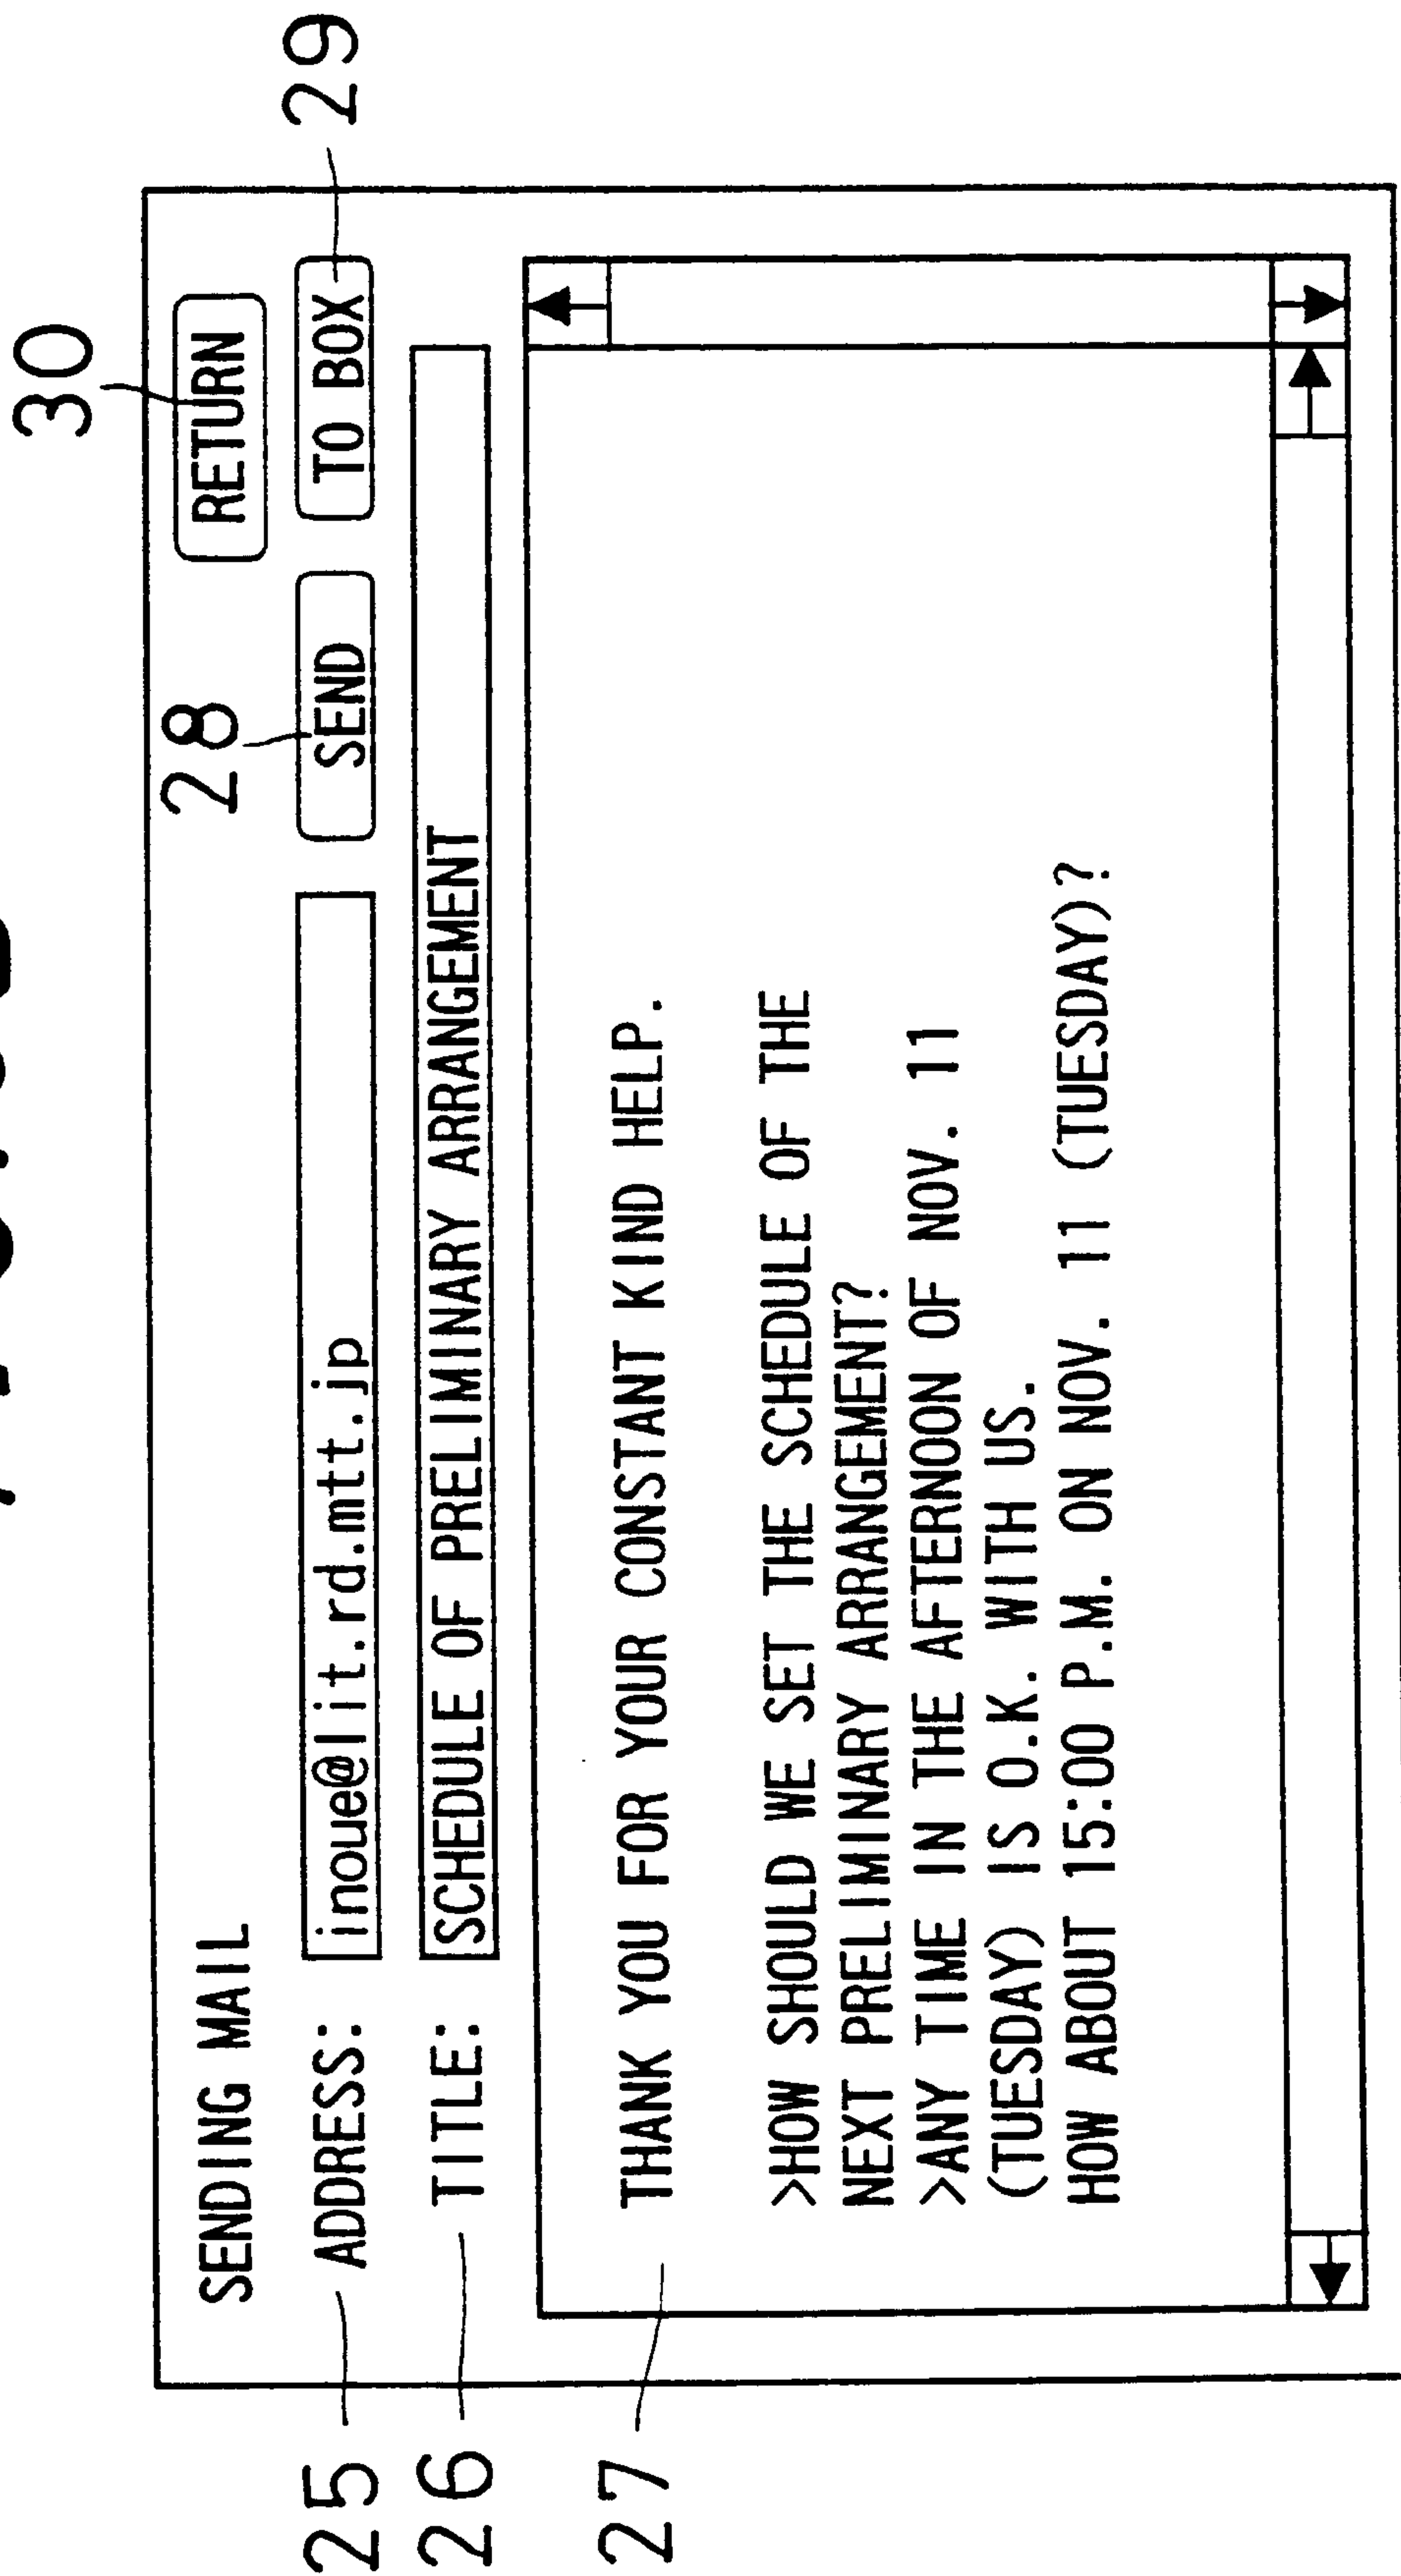 30
RETURN
28
29
SENDING MAIL
25 ADDRESS: inoue@lit.rd.mtt.jp SEND TO BOX
26 TITLE: SCHEDULE OF PRELIMINARY ARRANGEMENT
27
THANK YOU FOR YOUR CONSTANT KIND HELP.
>HOW SHOULD WE SET THE SCHEDULE OF THE
NEXT PRELIMINARY ARRANGEMENT?
>ANY TIME IN THE AFTERNOON OF NOV. 11
(TUESDAY) IS O.K. WITH US.
HOW ABOUT 15:00 P.M. ON NOV. 11 (TUESDAY)?